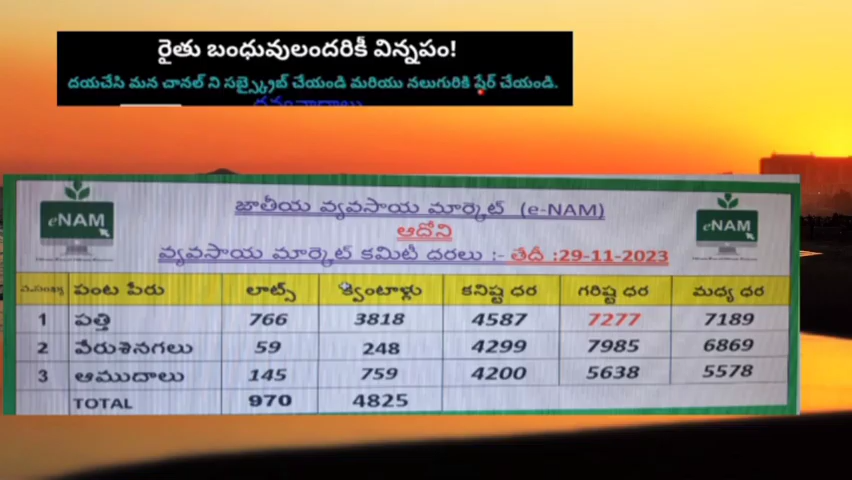 రైతు బంధువులందరికీ విన్నపం!
దయచేసి మన చానల్ ని సబ్స్క్రైబ్ చేయండి మరియు నలుగురికి షేర్ చేయండి.
eNAM
జాతీయ వ్యవసాయ మార్కెట్ (e-NAM)
eNAM
ఆదోని
వ్యవసాయ మార్కెట్ కమిటీ దరలు :- తేదీ :29-11-2023
పంట పేరు లాట్స్ క్వింటాళ్లు కనిష్ట ధర గరిష్ట ధర మధ్య ధర
1 పత్తి 766 3818 4587 7277 7189
2 వేరుశెనగలు 59 248 4299 7985 6869
3 ఆముదాలు 145 759 4200 5638 5578
TOTAL 970 4825